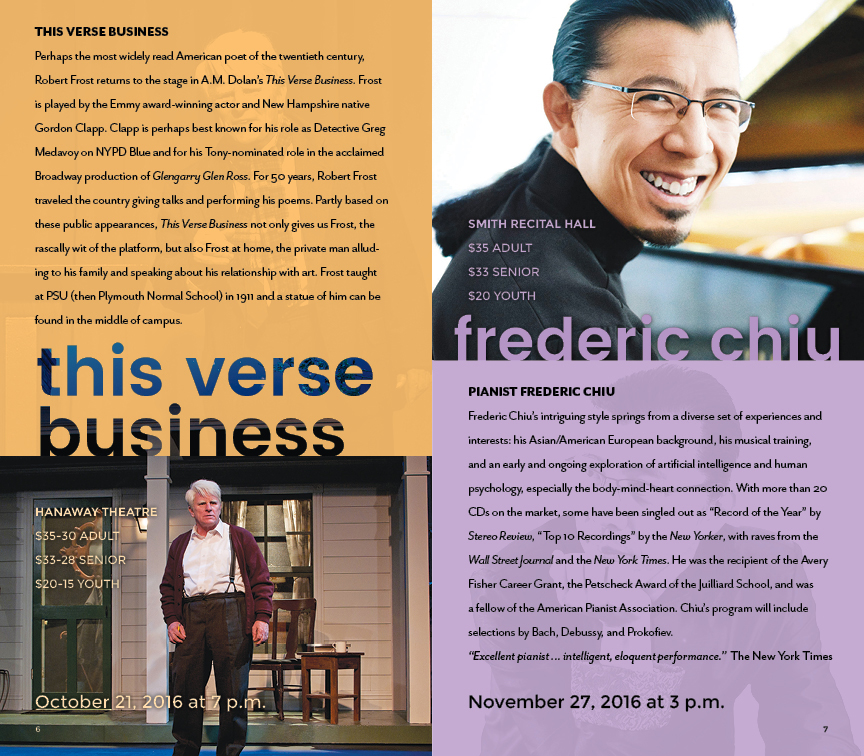 THIS VERSE BUSINESS
Perhaps the most widely read American poet of the twentieth century,
Robert Frost returns to the stage in A.M. Dolan's This Verse Business. Frost
is played by the Emmy award-winning actor and New Hampshire native
Gordon Clapp. Clapp is perhaps best known for his role as Detective Greg
Medavoy on NYPD Blue and for his Tony-nominated role in the acclaimed
Broadway production of Glengarry Glen Ross. For 50 years, Robert Frost
traveled the country giving talks and performing his poems. Partly based on
these public appearances, This Verse Business not only gives us Frost, the
rascally wit of the platform, but also Frost at home, the private man allud-
ing to his family and speaking about his relationship with art. Frost taught
at PSU (then Plymouth Normal School) in 1911 and a statue of him can be
found in the middle of campus.
this verse
business
HANAWAY THEATRE
$35-30 ADULT
$33-28 SENIOR
$20-15 YOUTH
October 21, 2016 at 7 p.m.
6
SMITH RECITAL HALL
$35 ADULT
$33 SENIOR
$20 YOUTH
frederic chiu
PIANIST FREDERIC CHIU
Frederic Chiu's intriguing style springs from a diverse set of experiences and
interests: his Asian/American European background, his musical training,
and an early and ongoing exploration of artificial intelligence and human
psychology, especially the body-mind-heart connection. With more than 20
CDs on the market, some have been singled out as "Record of the Year" by
Stereo Review, "Top 10 Recordings" by the New Yorker, with raves from the
Wall Street Journal and the New York Times. He was the recipient of the Avery
Fisher Career Grant, the Petscheck Award of the Juilliard School, and was
a fellow of the American Pianist Association. Chiu's program will include
selections by Bach, Debussy, and Prokofiev.
"Excellent pianist ... intelligent, eloquent performance." The New York Times
November 27, 2016 at 3 p.m.
7